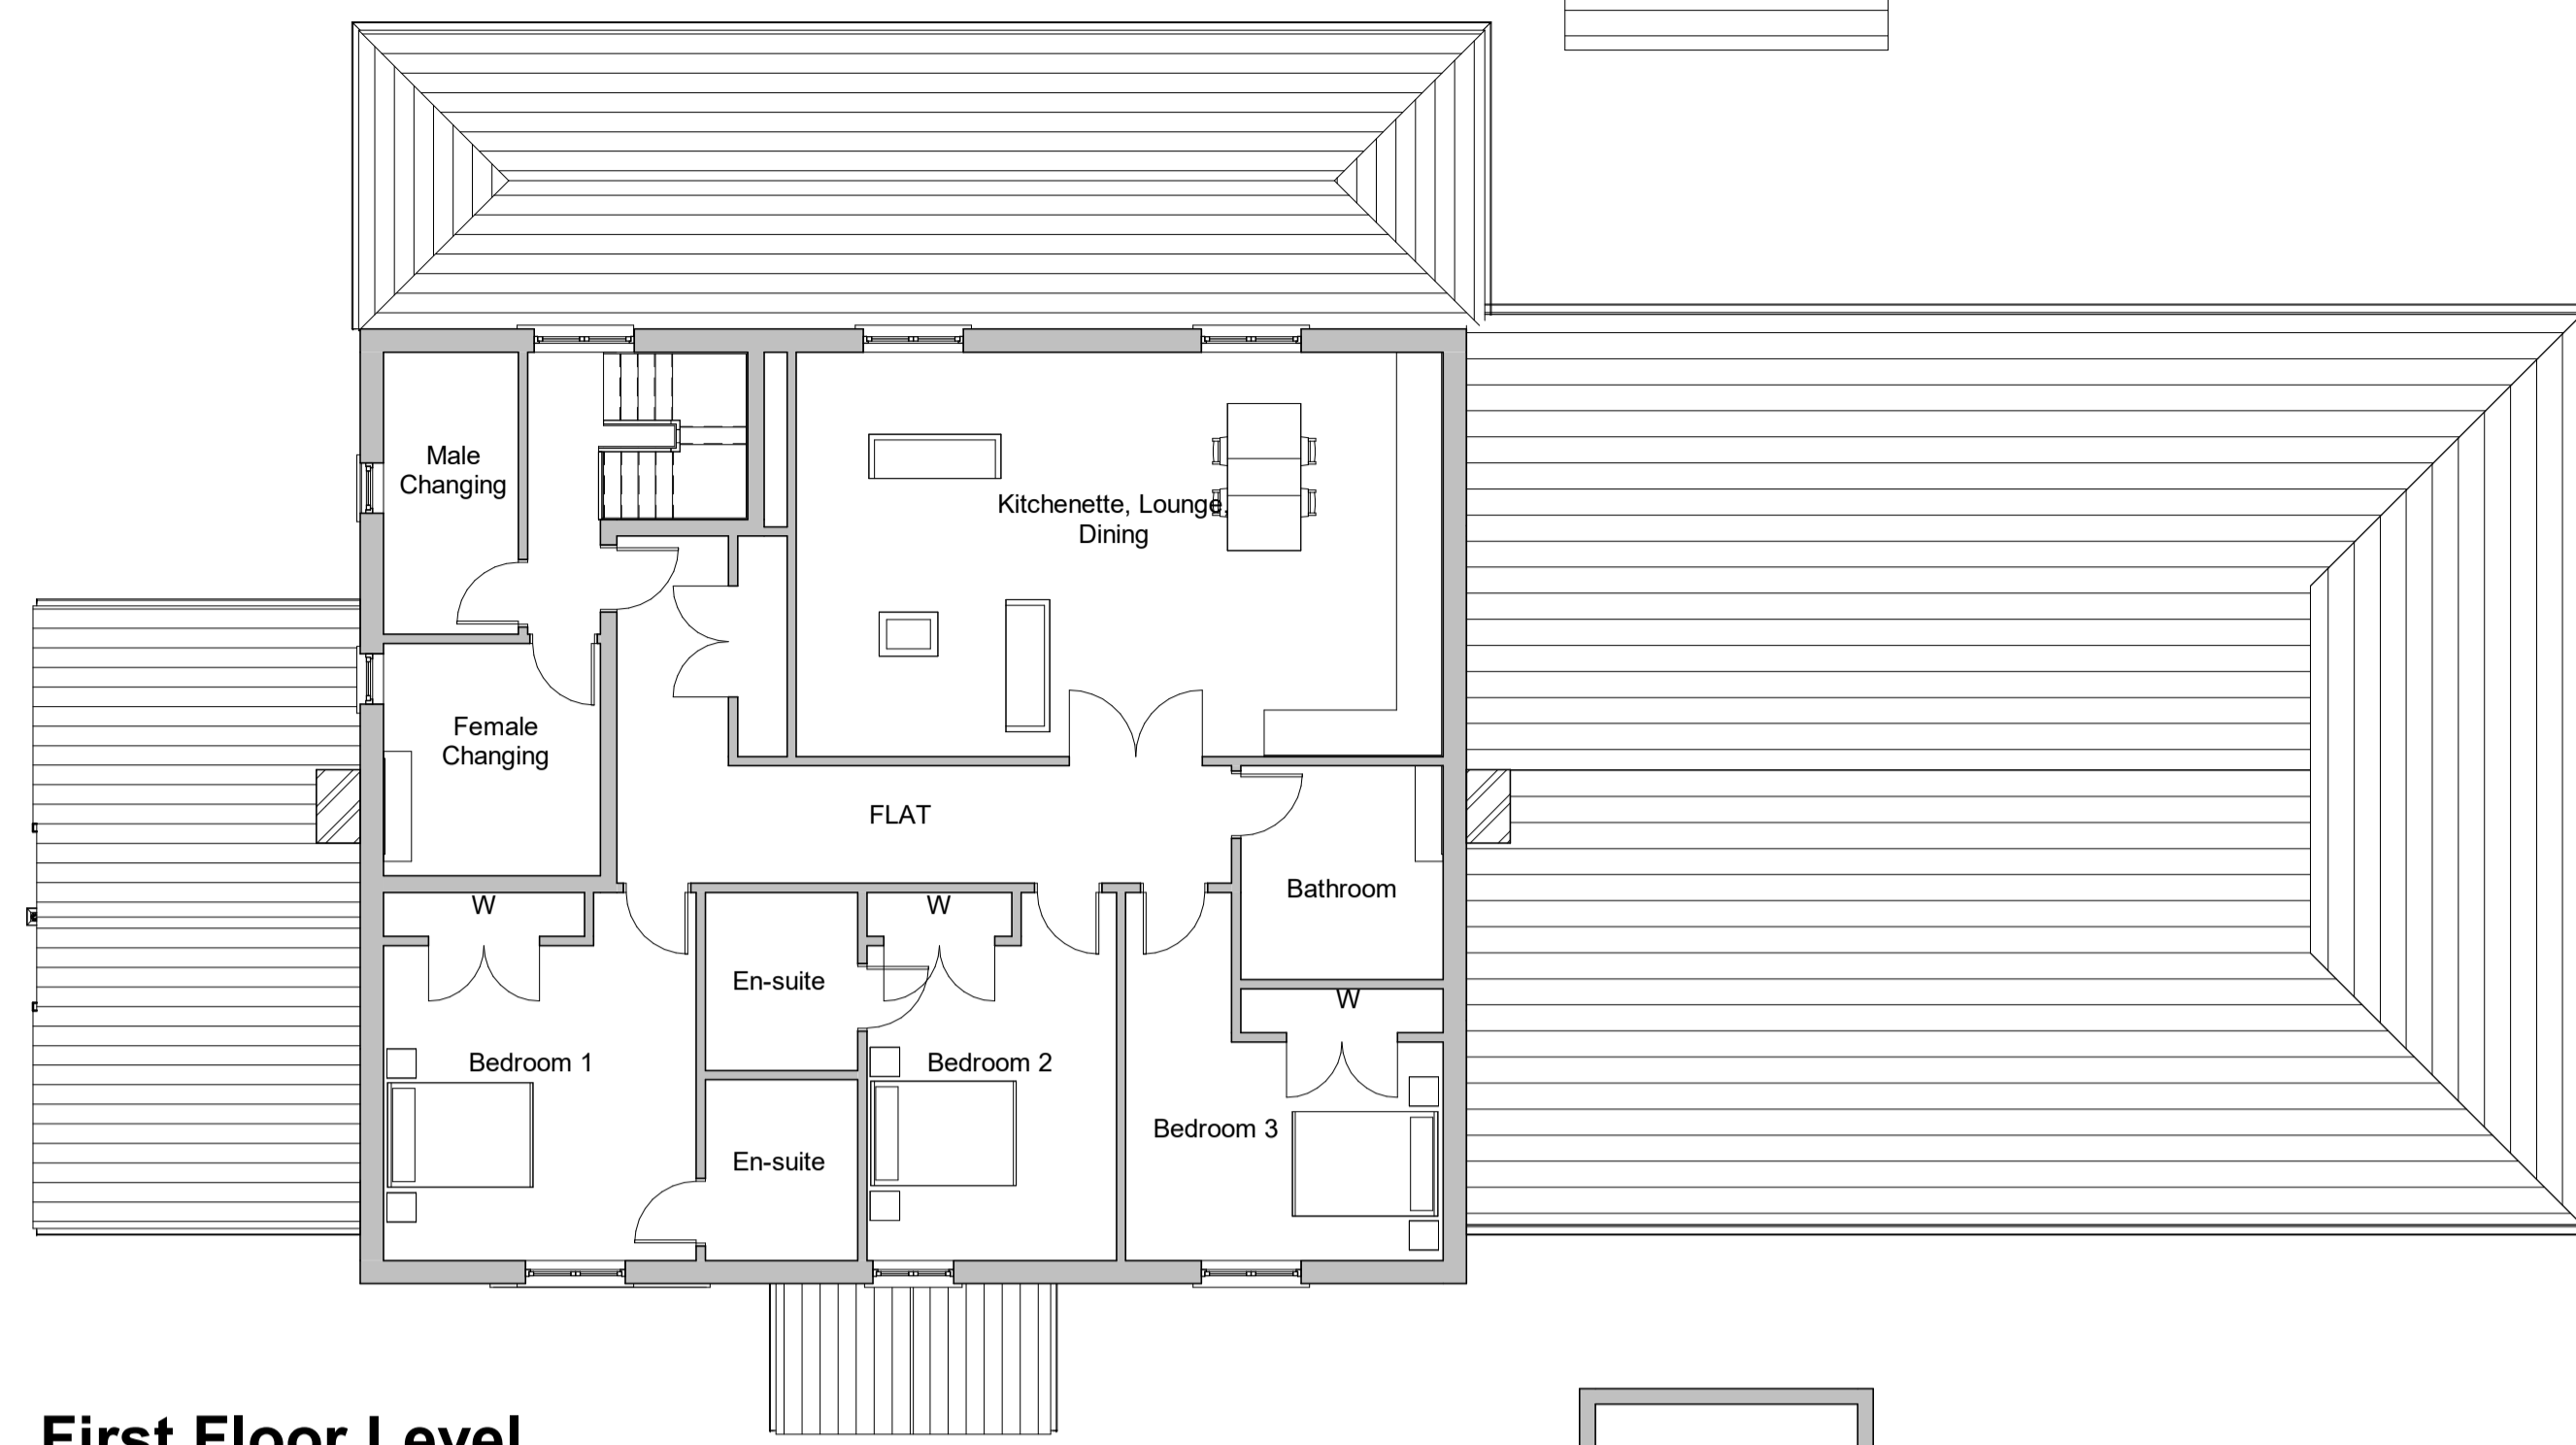 Male
Changing
Kitchenette, Lounge,
Dining
Female
Changing
FLAT
Bathroom
W
W
En-suite
W
Bedroom 1
Bedroom 2
Bedroom 3
En-suite
First Floor Level